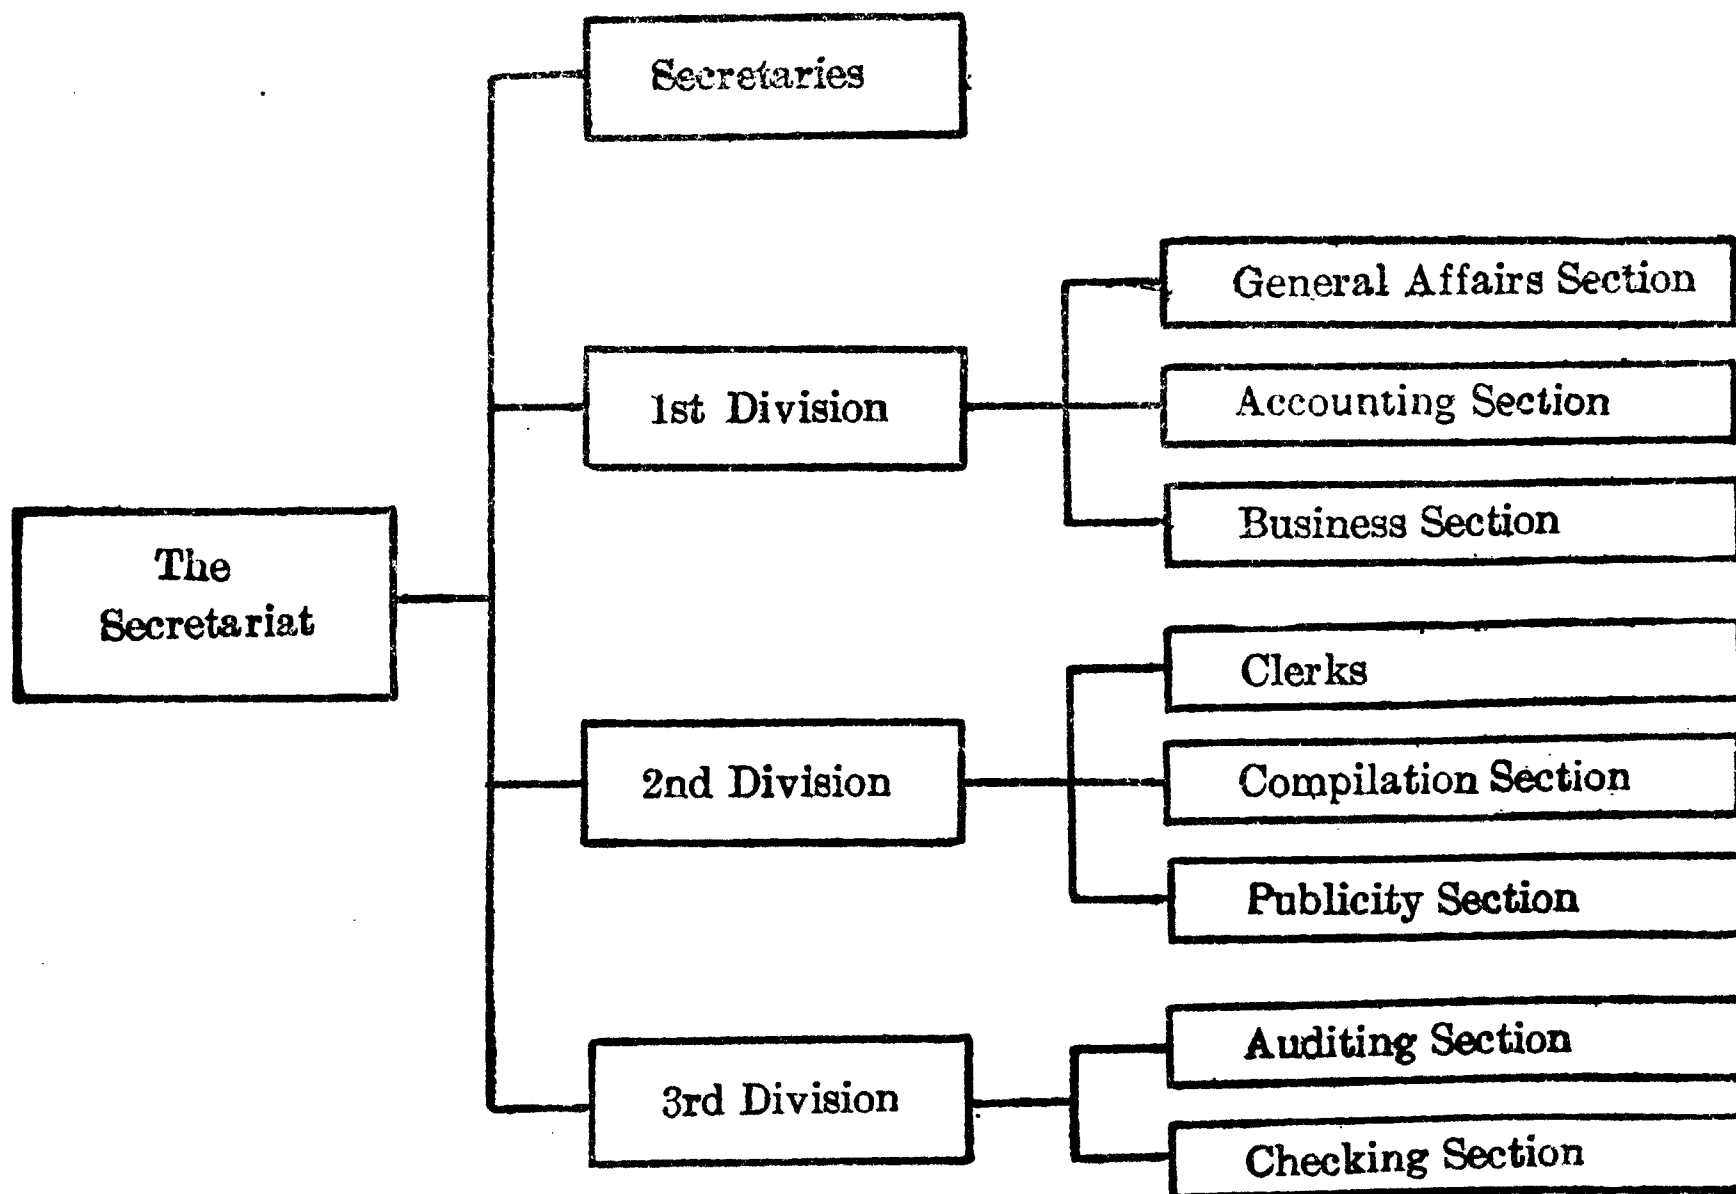 Secretaries
General Affairs Section
1st Division
Accounting Section
Business Section
The
Secretariat
Clerks
2nd Division
Compilation Section
Publicity Section
3rd Division
Auditing Section
Checking Section